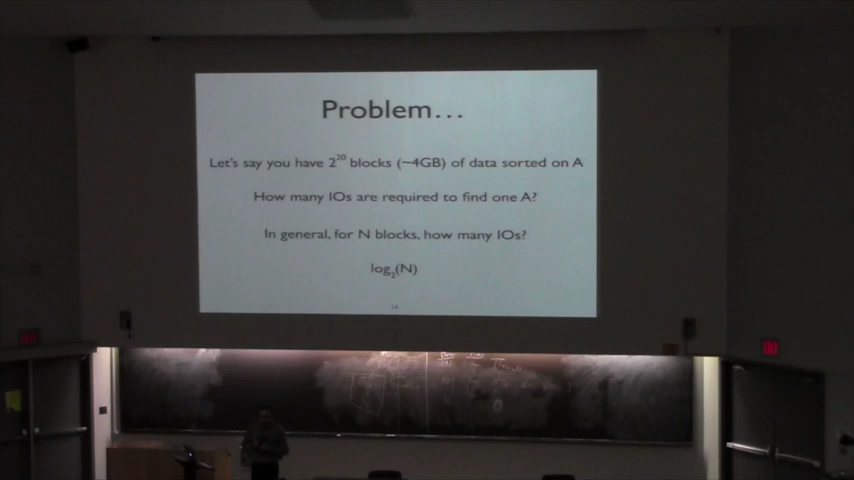 Problem…
Let's say you have 2²⁰ blocks (~4GB) of data sorted on A
How many IOs are required to find one A?
In general, for N blocks, how many IOs?
log₂(N)